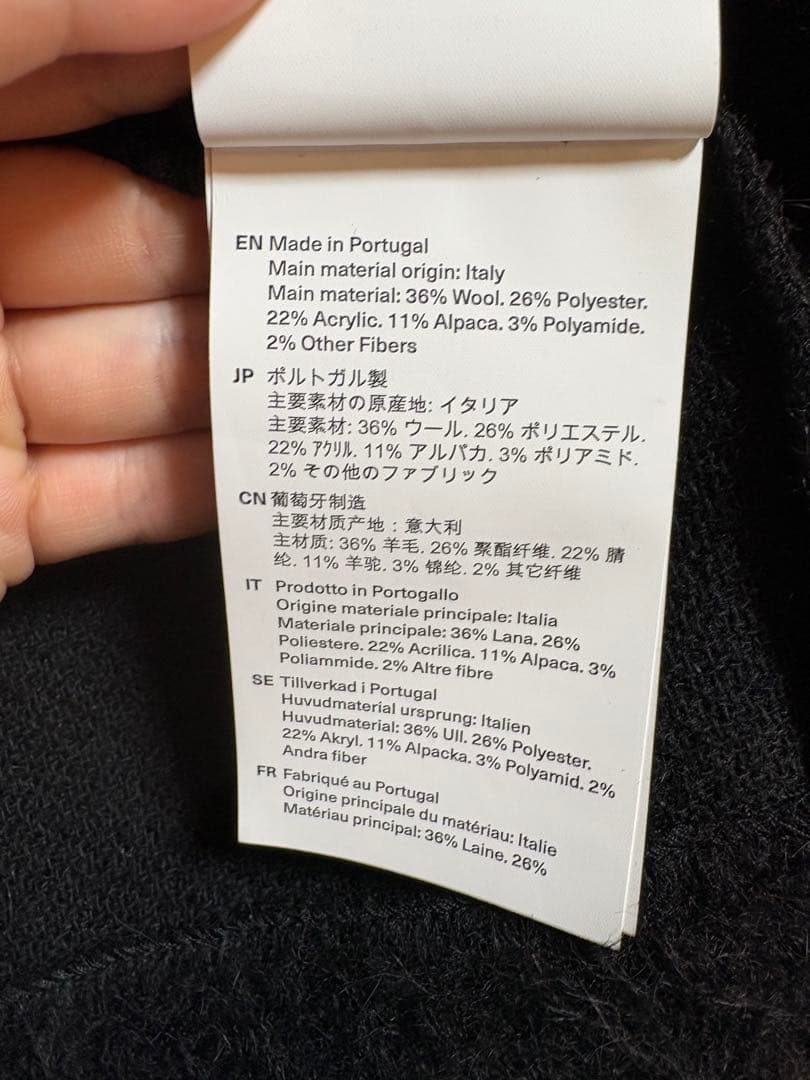 EN Made in Portugal
Main material origin: Italy
Main material: 36% Wool. 26% Polyester.
22% Acrylic. 11% Alpaca. 3% Polyamide.
2% Other Fibers
JP ポルトガル製
主要素材の原産地: イタリア
主要素材: 36% ウール. 26% ポリエステル.
22% アクリル. 11% アルパカ. 3% ポリアミド.
2% その他のファブリック
CN 葡萄牙制造
主要材质产地：意大利
主材质: 36% 羊毛. 26% 聚酯纤维. 22% 腈
纶. 11% 羊驼. 3% 锦纶. 2% 其它纤维
IT Prodotto in Portogallo
Origine materiale principale: Italia
Materiale principale: 36% Lana. 26%
Poliestere. 22% Acrilica. 11% Alpaca. 3%
Poliammide. 2% Altre fibre
SE Tillverkad i Portugal
Huvudmaterial ursprung: Italien
Huvudmaterial: 36% Ull. 26% Polyester.
22% Akryl. 11% Alpacka. 3% Polyamid. 2%
Andra fiber
FR Fabriqué au Portugal
Origine principale du matériau: Italie
Matériau principal: 36% Laine. 26%